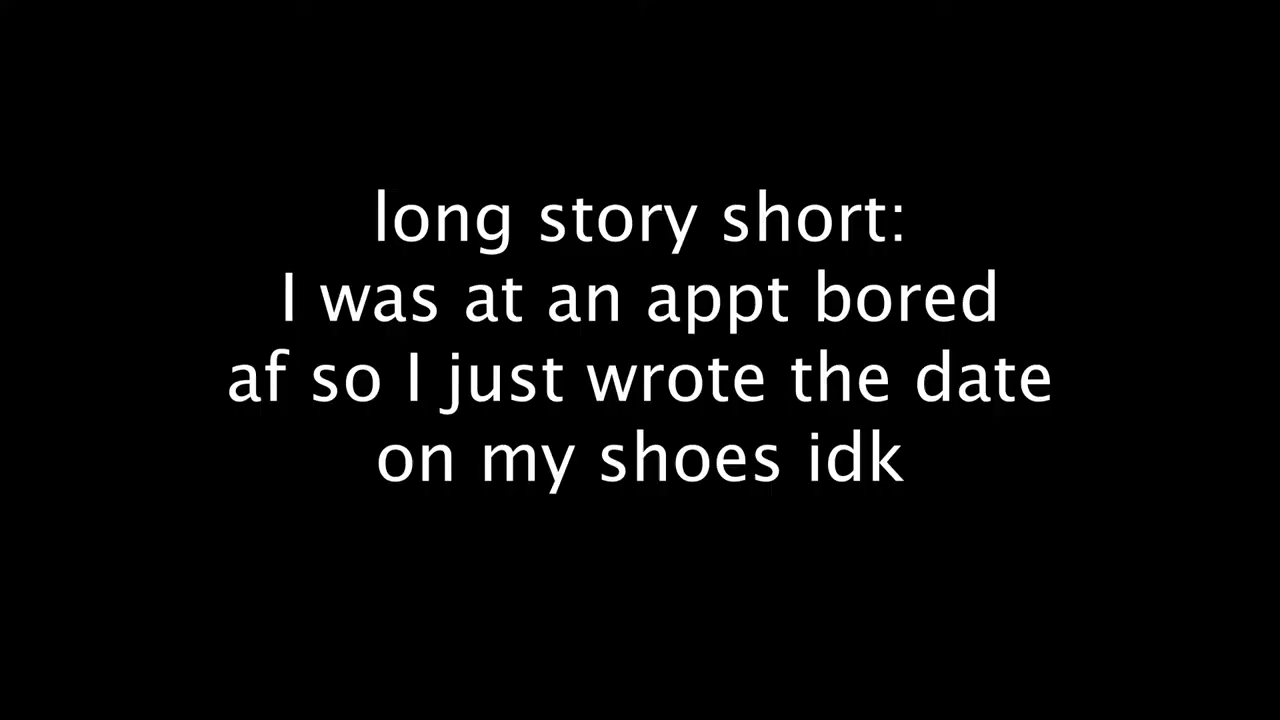 long story short:
I was at an appt bored
af so I just wrote the date
on my shoes idk